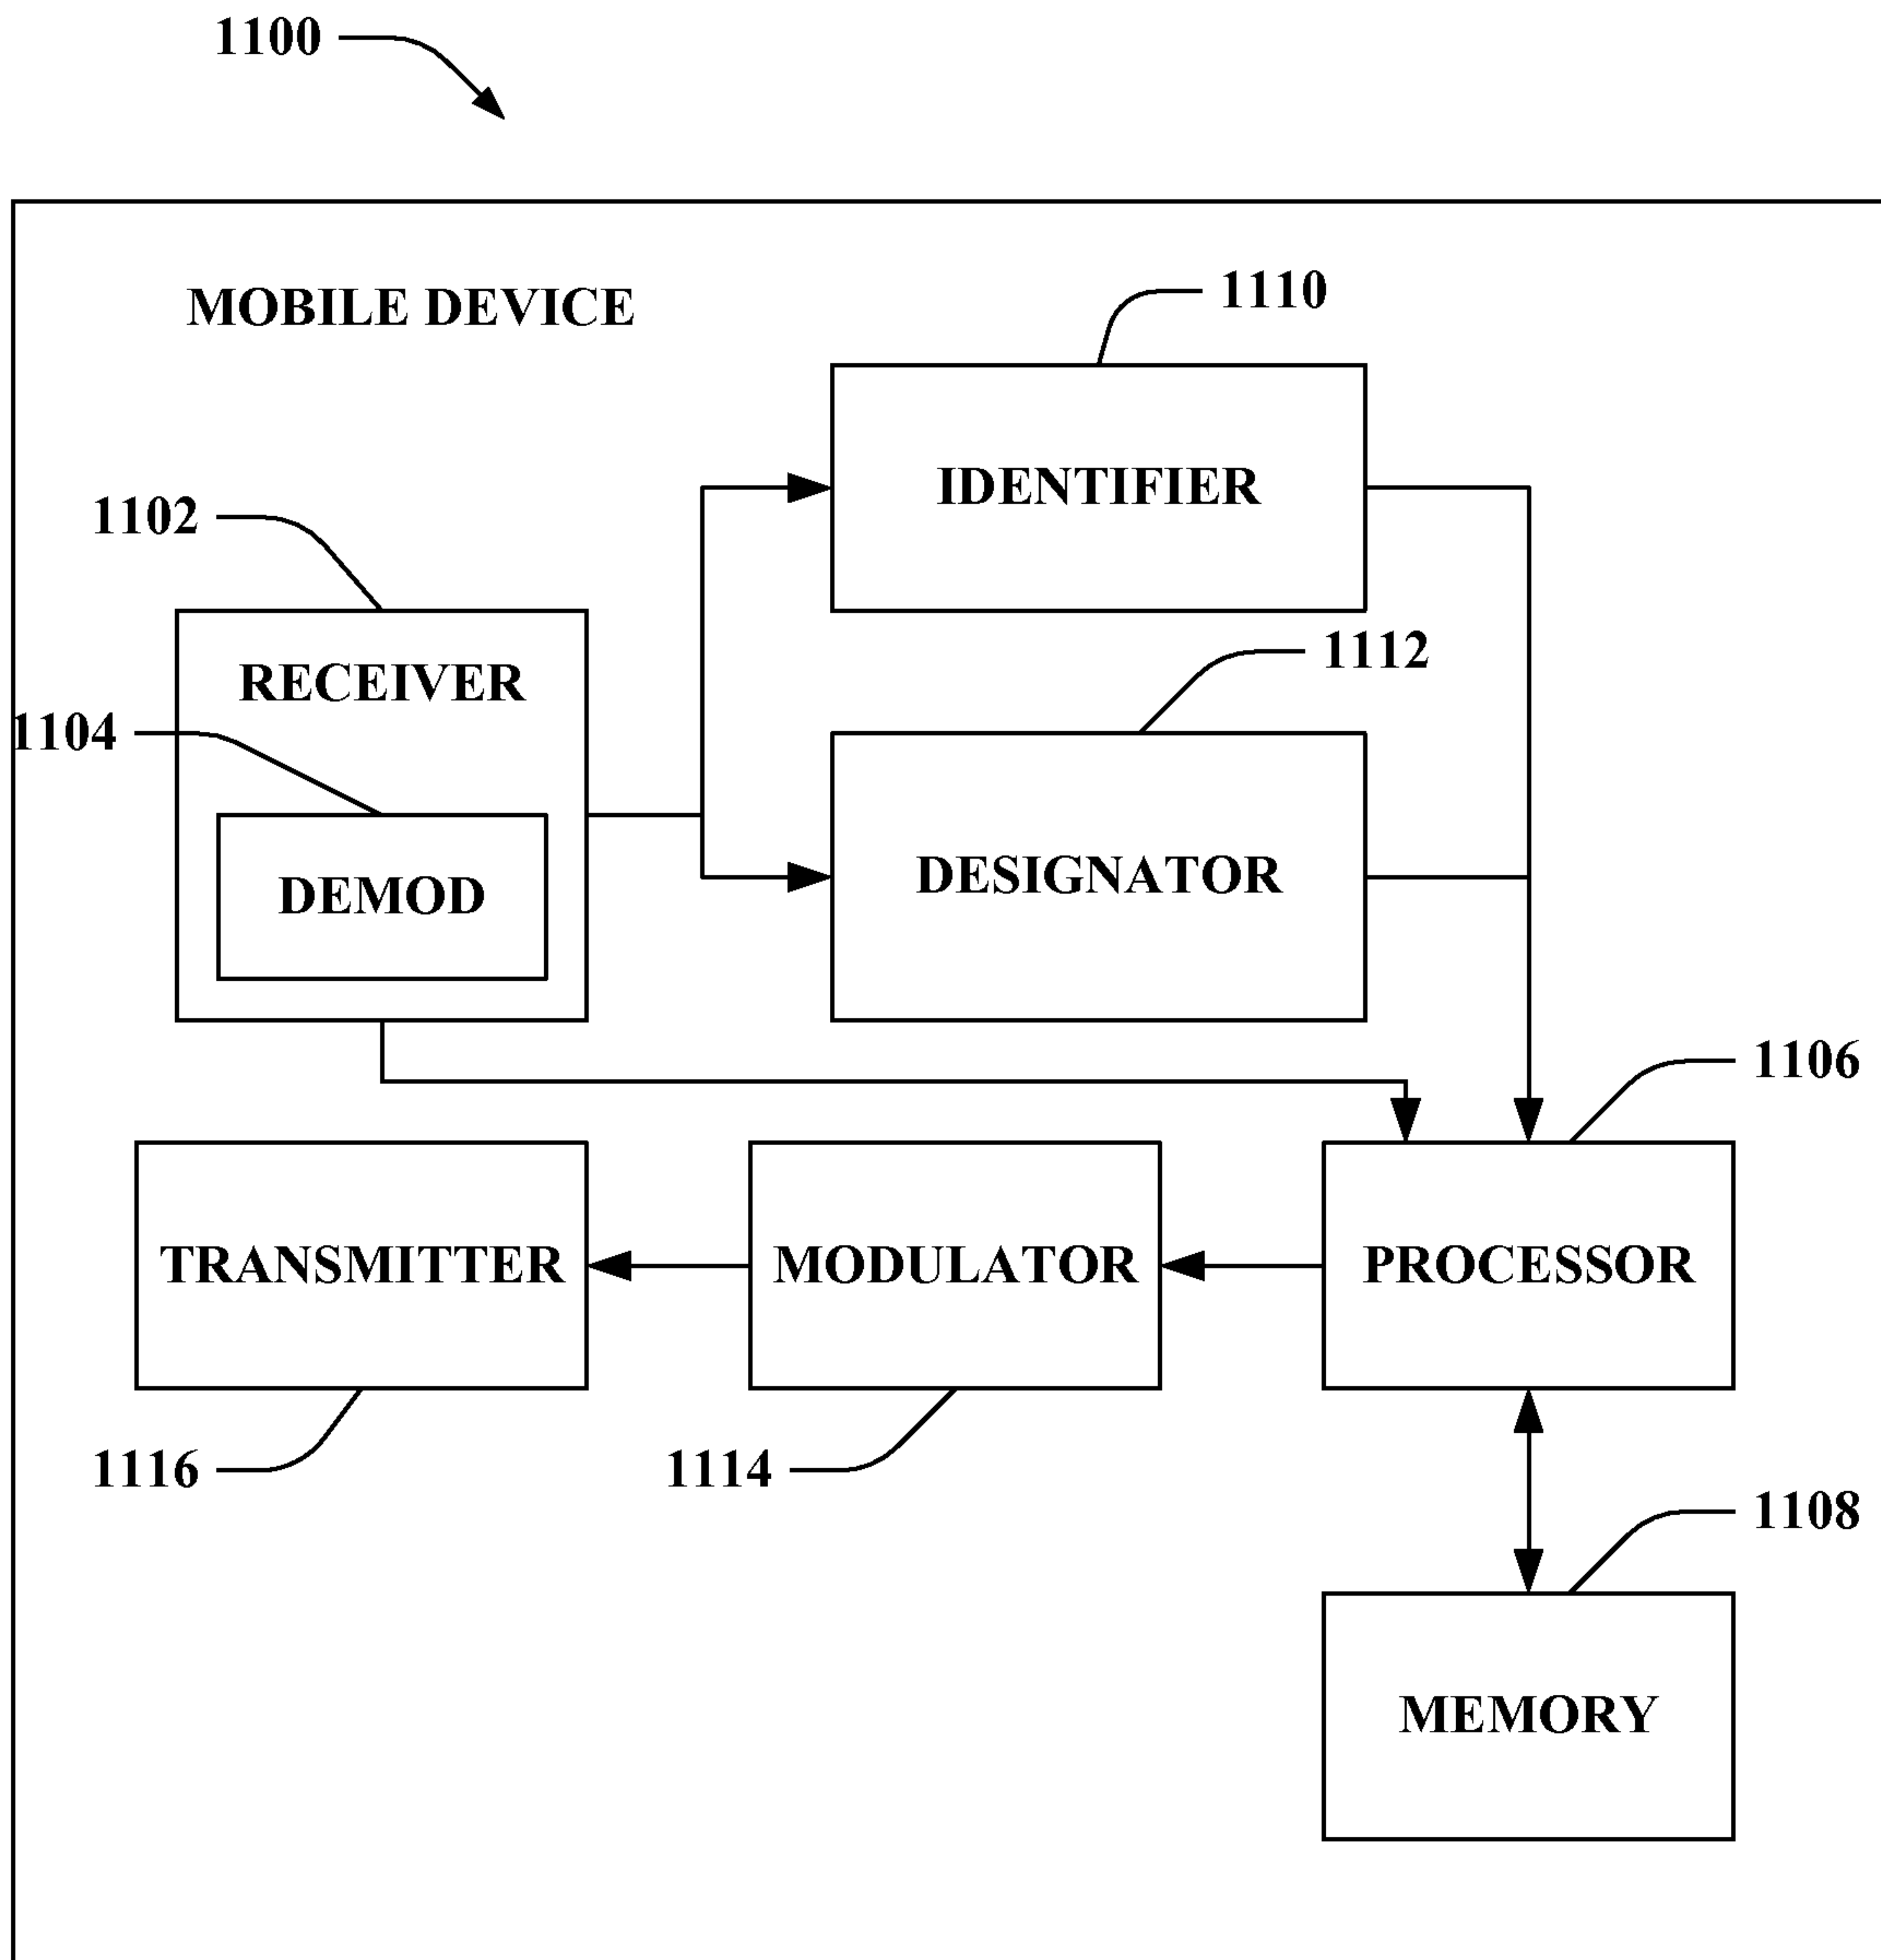 1100
MOBILE DEVICE
1110
IDENTIFIER
1102
RECEIVER
1112
1104
DEMOD
DESIGNATOR
1106
TRANSMITTER
MODULATOR
PROCESSOR
1116
1114
1108
MEMORY